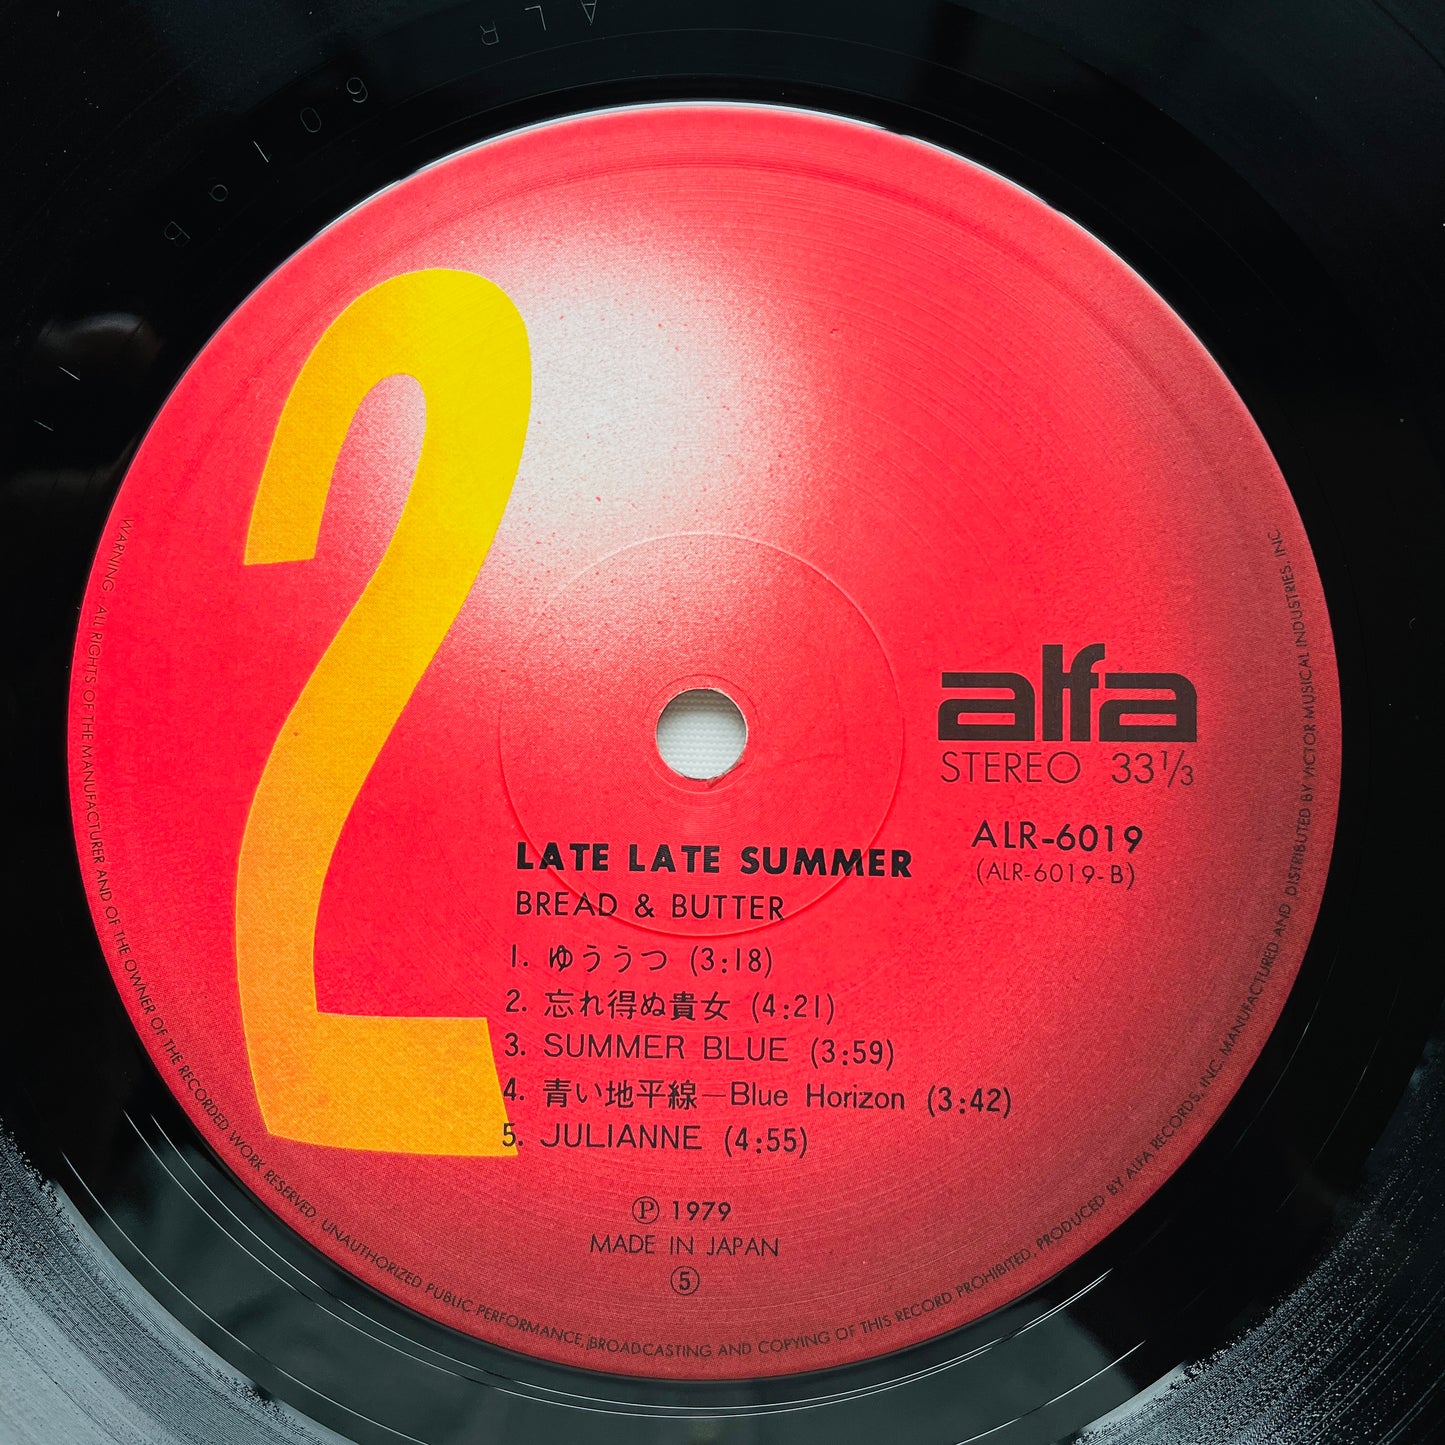 ALR 6019B
2
alfa
STEREO 33 1/3
ALR-6019
(ALR-6019-B)
LATE LATE SUMMER
BREAD & BUTTER
1. ゆううつ (3:18)
2. 忘れ得ぬ貴女 (4:21)
3. SUMMER BLUE (3:59)
4. 青い地平線—Blue Horizon (3:42)
5. JULIANNE (4:55)
Ⓟ 1979
MADE IN JAPAN
⑤
WARNING : ALL RIGHTS OF THE MANUFACTURER AND OF THE OWNER OF THE RECORDED WORK RESERVED. UNAUTHORIZED PUBLIC PERFORMANCE, BROADCASTING AND COPYING OF THIS RECORD PROHIBITED. PRODUCED BY ALFA RECORDS, INC. MANUFACTURED AND DISTRIBUTED BY VICTOR MUSICAL INDUSTRIES, INC.